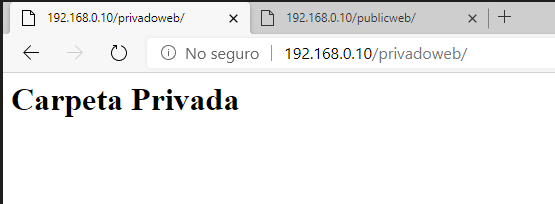 192.168.0.10/privadoweb/
192.168.0.10/publicweb/
No seguro 192.168.0.10/privadoweb/
Carpeta Privada